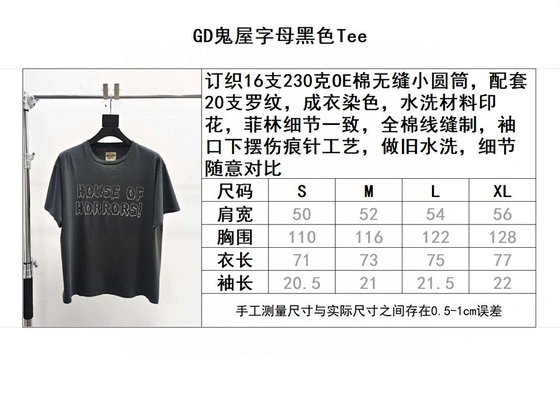 GD鬼屋字母黑色Tee
订织16支230克OE棉无缝小圆筒，配套
20支罗纹，成衣染色，水洗材料印
花，菲林细节一致，全棉线缝制，袖
口下摆伤痕针工艺，做旧水洗，细节
随意对比
尺码 S M L XL
肩宽 50 52 54 56
胸围 110 116 122 128
衣长 71 73 75 77
袖长 20.5 21 21.5 22
手工测量尺寸与实际尺寸之间存在0.5-1cm误差
HOUSE OF
HORRORS!